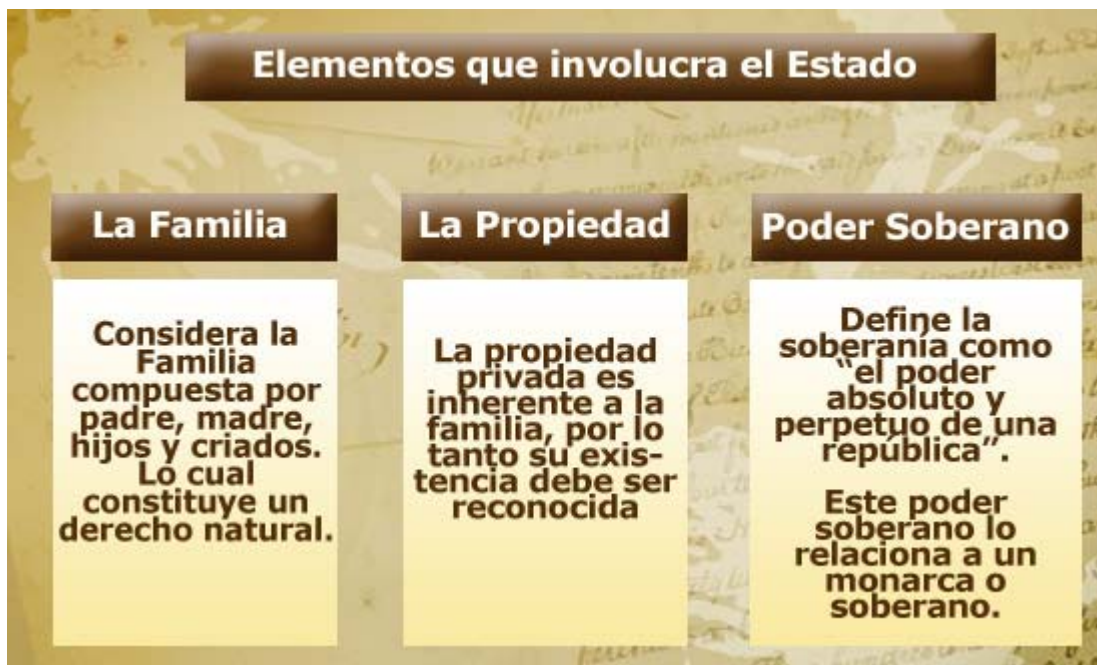 Elementos que involucra el Estado
La Familia
Considera la
Familia
compuesta por
padre, madre,
hijos y criados.
Lo cual
constituye un
derecho natural.
La Propiedad
La propiedad
privada es
inherente a la
familia, por lo
tanto su exis-
tencia debe ser
reconocida
Poder Soberano
Define la
soberanía como
“el poder
absoluto y
perpetuo de una
república”.
Este poder
soberano lo
relaciona a un
monarca o
soberano.